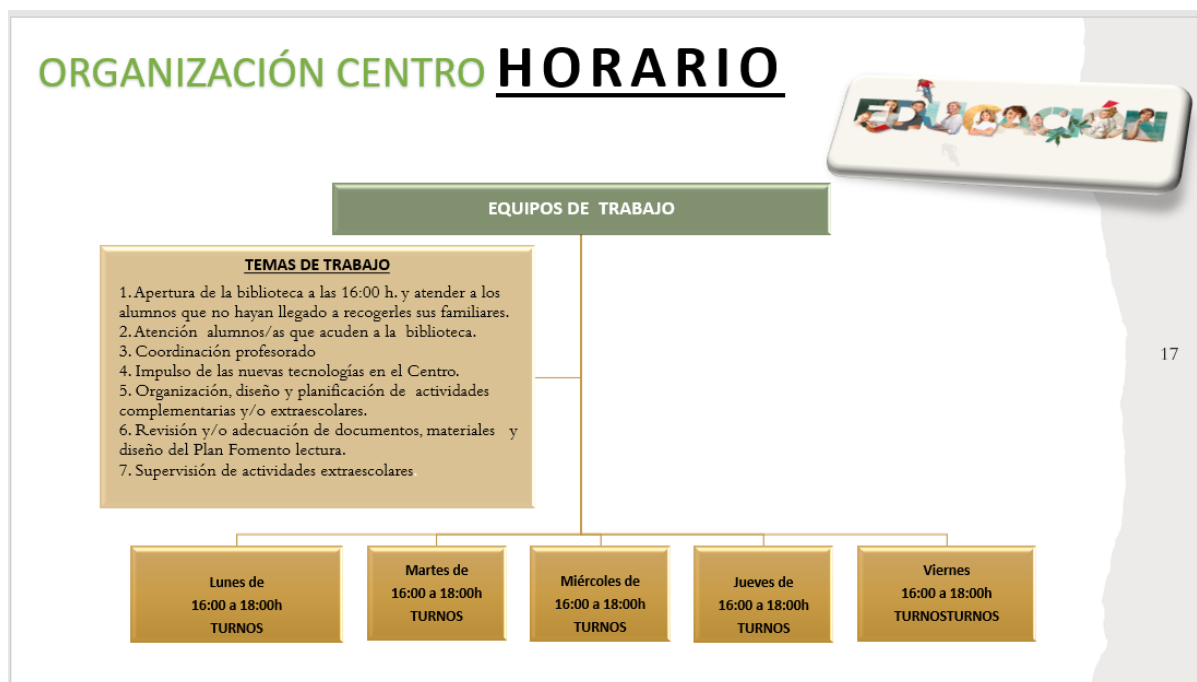 ORGANIZACIÓN CENTRO HORARIO
EDUCACIÓN
EQUIPOS DE TRABAJO
TEMAS DE TRABAJO
1. Apertura de la biblioteca a las 16:00 h. y atender a los
alumnos que no hayan llegado a recogerles sus familiares.
2. Atención alumnos/as que acuden a la biblioteca.
3. Coordinación profesorado
4. Impulso de las nuevas tecnologías en el Centro.
5. Organización, diseño y planificación de actividades
complementarias y/o extraescolares.
6. Revisión y/o adecuación de documentos, materiales y
diseño del Plan Fomento lectura.
7. Supervisión de actividades extraescolares.
17
Lunes de
16:00 a 18:00h
TURNOS
Martes de
16:00 a 18:00h
TURNOS
Miércoles de
16:00 a 18:00h
TURNOS
Jueves de
16:00 a 18:00h
TURNOS
Viernes
16:00 a 18:00h
TURNOSTURNOS